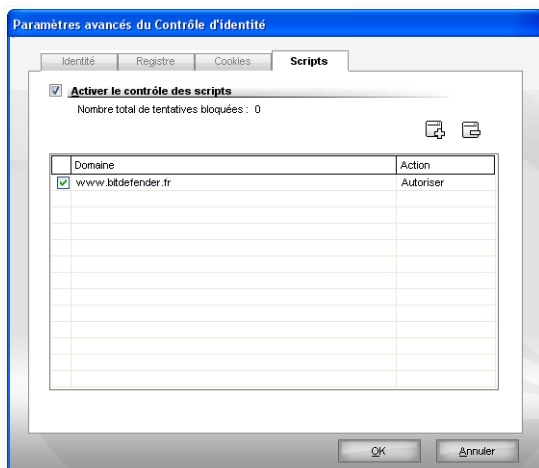 Paramètres avancés du Contrôle d'identité
Identité Registre Cookies Scripts
Activer le contrôle des scripts
Nombre total de tentatives bloquées : 0
Domaine Action
www.bitdefender.fr Autoriser
OK Annuler